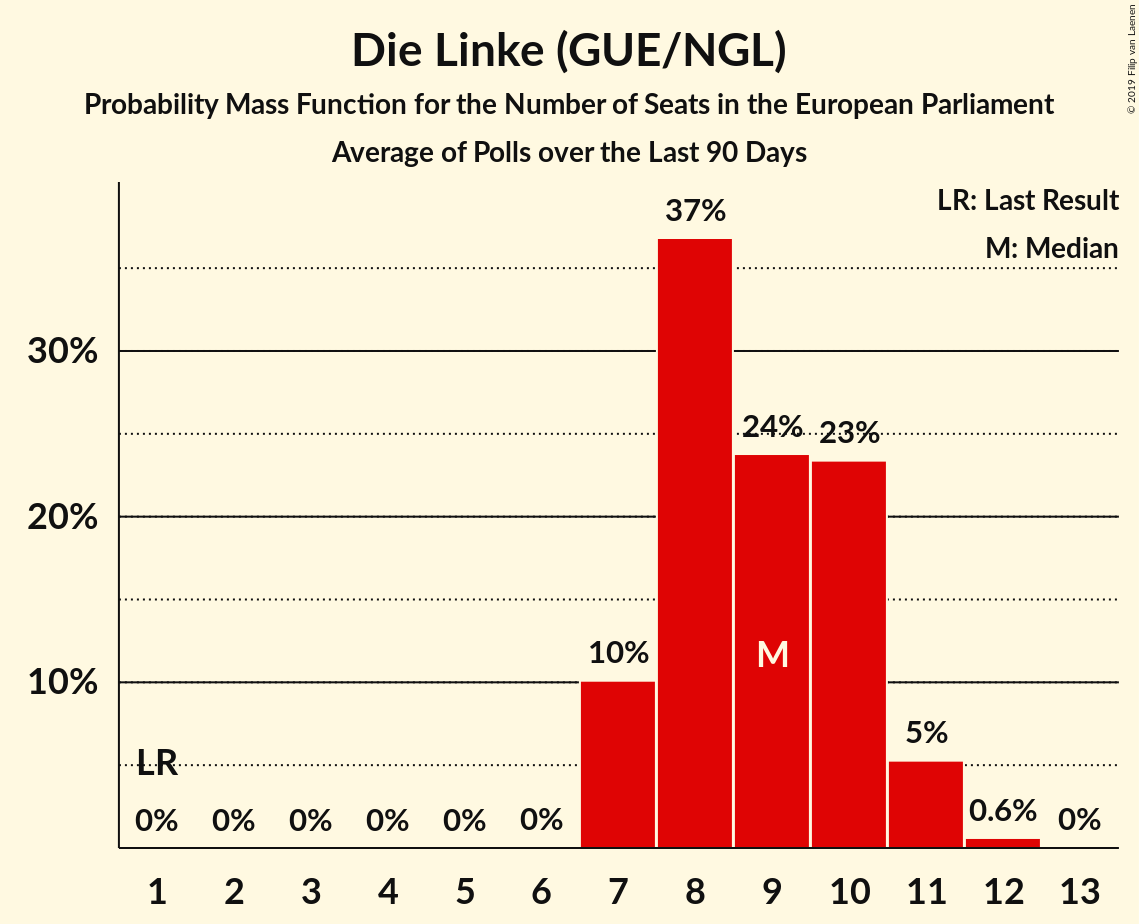 Die Linke (GUE/NGL)
Probability Mass Function for the Number of Seats in the European Parliament
Average of Polls over the Last 90 Days
© 2019 Filip van Laenen
LR: Last Result
M: Median
37%
30%
24%
23%
20%
10%
M
10%
5%
LR
0%
0%
0%
0%
0%
0%
0.6%
0%
1 2 3 4 5 6 7 8 9 10 11 12 13